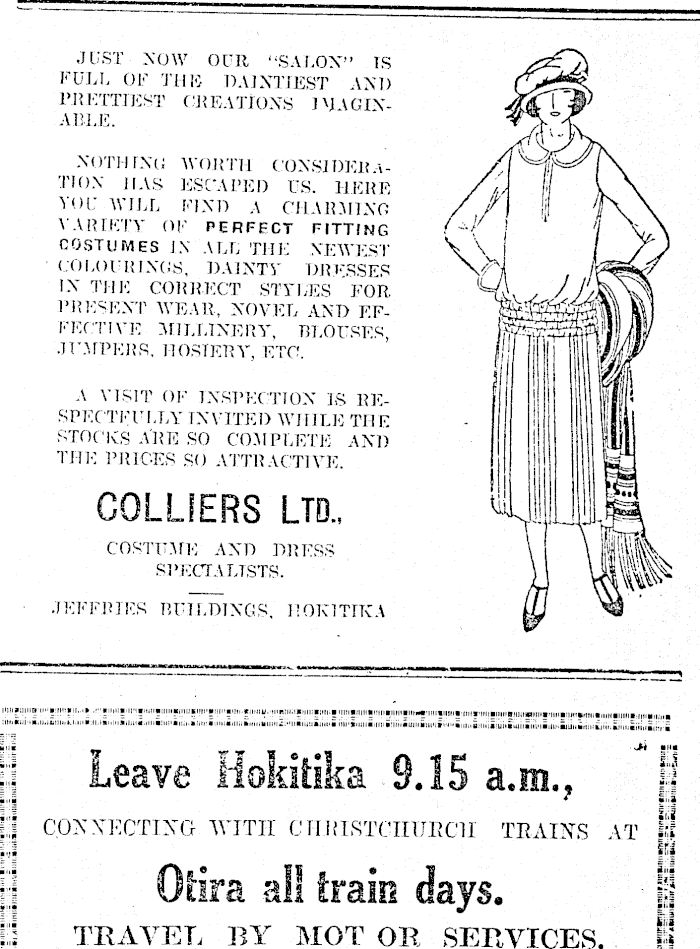 JUST NOW OUR "SALON" IS
FULL OF THE DAINTIEST AND
PRETTIEST CREATIONS IMAGIN-
ABLE.
NOTHING WORTH CONSIDERA-
TION HAS ESCAPED US. HERE
YOU WILL FIND A CHARMING
VARIETY OF PERFECT FITTING
COSTUMES IN ALL THE NEWEST
COLOURINGS, DAINTY DRESSES
IN THE CORRECT STYLES FOR
PRESENT WEAR, NOVEL AND EF-
FECTIVE MILLINERY, BLOUSES,
JUMPERS, HOSIERY, ETC.
A VISIT OF INSPECTION IS RE-
SPECTFULLY INVITED WHILE THE
STOCKS ARE SO COMPLETE AND
THE PRICES SO ATTRACTIVE.
COLLIERS LTD.,
COSTUME AND DRESS
SPECIALISTS.
JEFFRIES BUILDINGS, HOKITIKA
Leave Hokitika 9.15 a.m.,
CONNECTING WITH CHRISTCHURCH TRAINS AT
Otira all train days.
TRAVEL BY MOT OR SERVICES.